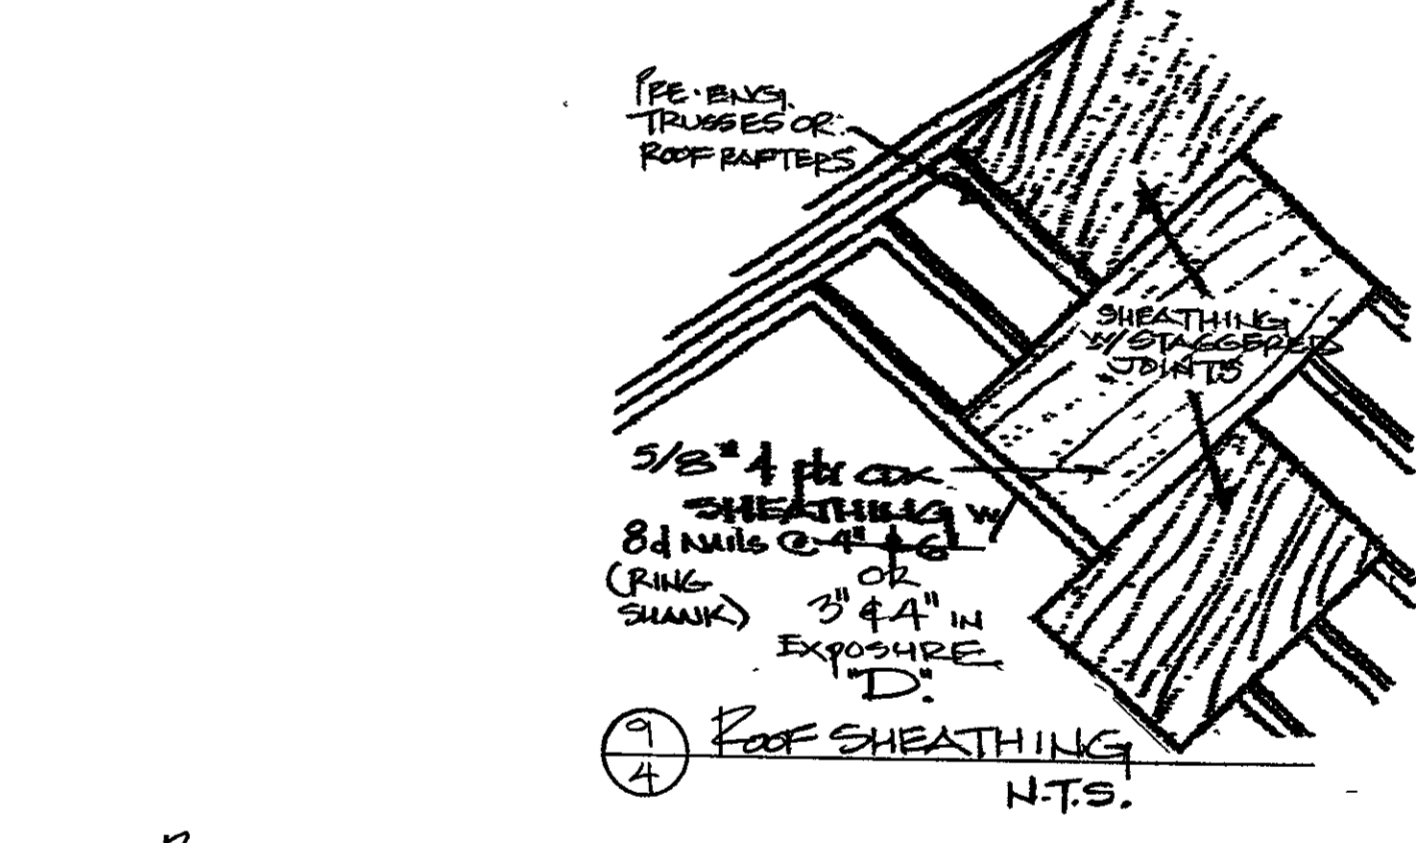 PRE-ENG.
TRUSSES OR
ROOF RAFTERS
SHEATHING
W/ STAGGERED
JOINTS
5/8" 4 ply CDX
SHEATHING W/
8d Nails @ 4" & 6"
(RING
SHANK)
OR
3" & 4" IN
EXPOSURE
"D".
9
4
ROOF SHEATHING
N.T.S.